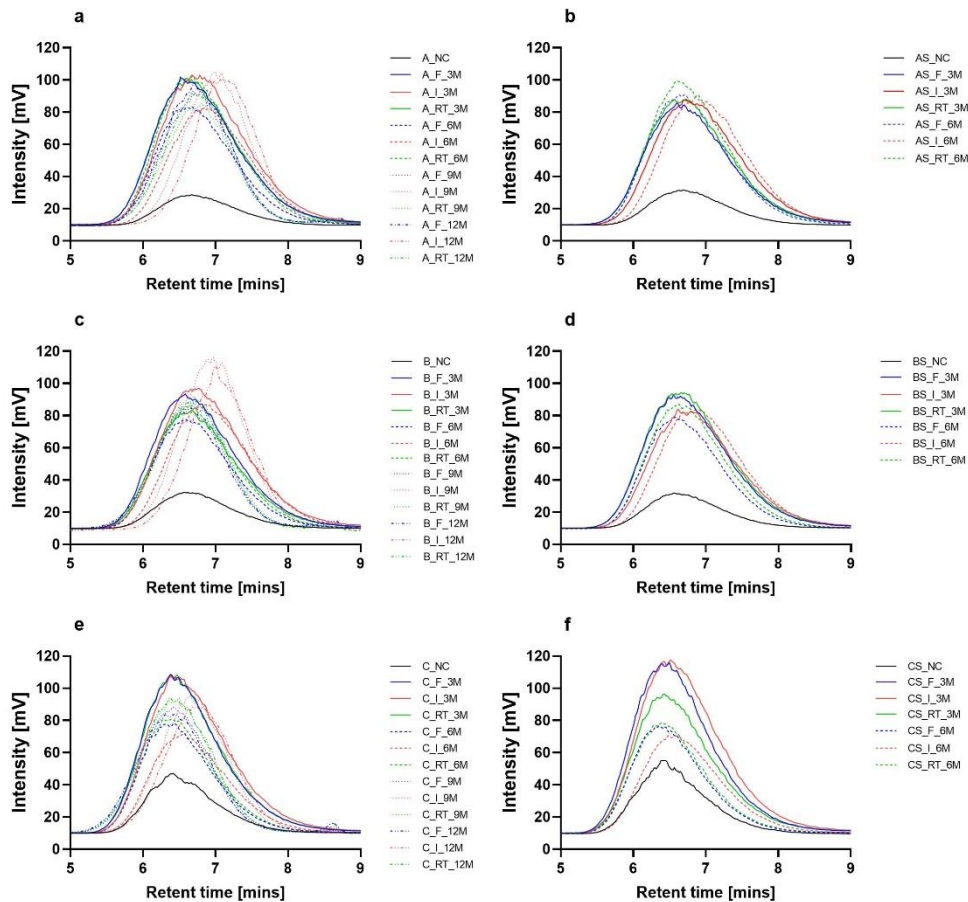 a
Intensity [mV]
120
100
80
60
40
20
0
5 6 7 8 9
Retent time [mins]
A_NC
A_F_3M
A_I_3M
A_RT_3M
A_F_6M
A_I_6M
A_RT_6M
A_F_9M
A_I_9M
A_RT_9M
A_F_12M
A_I_12M
A_RT_12M
b
Intensity [mV]
120
100
80
60
40
20
0
5 6 7 8 9
Retent time [mins]
AS_NC
AS_F_3M
AS_I_3M
AS_RT_3M
AS_F_6M
AS_I_6M
AS_RT_6M
c
Intensity [mV]
120
100
80
60
40
20
0
5 6 7 8 9
Retent time [mins]
B_NC
B_F_3M
B_I_3M
B_RT_3M
B_F_6M
B_I_6M
B_RT_6M
B_F_9M
B_I_9M
B_RT_9M
B_F_12M
B_I_12M
B_RT_12M
d
Intensity [mV]
120
100
80
60
40
20
0
5 6 7 8 9
Retent time [mins]
BS_NC
BS_F_3M
BS_I_3M
BS_RT_3M
BS_F_6M
BS_I_6M
BS_RT_6M
e
Intensity [mV]
120
100
80
60
40
20
0
5 6 7 8 9
Retent time [mins]
C_NC
C_F_3M
C_I_3M
C_RT_3M
C_F_6M
C_I_6M
C_RT_6M
C_F_9M
C_I_9M
C_RT_9M
C_F_12M
C_I_12M
C_RT_12M
f
Intensity [mV]
120
100
80
60
40
20
0
5 6 7 8 9
Retent time [mins]
CS_NC
CS_F_3M
CS_I_3M
CS_RT_3M
CS_F_6M
CS_I_6M
CS_RT_6M